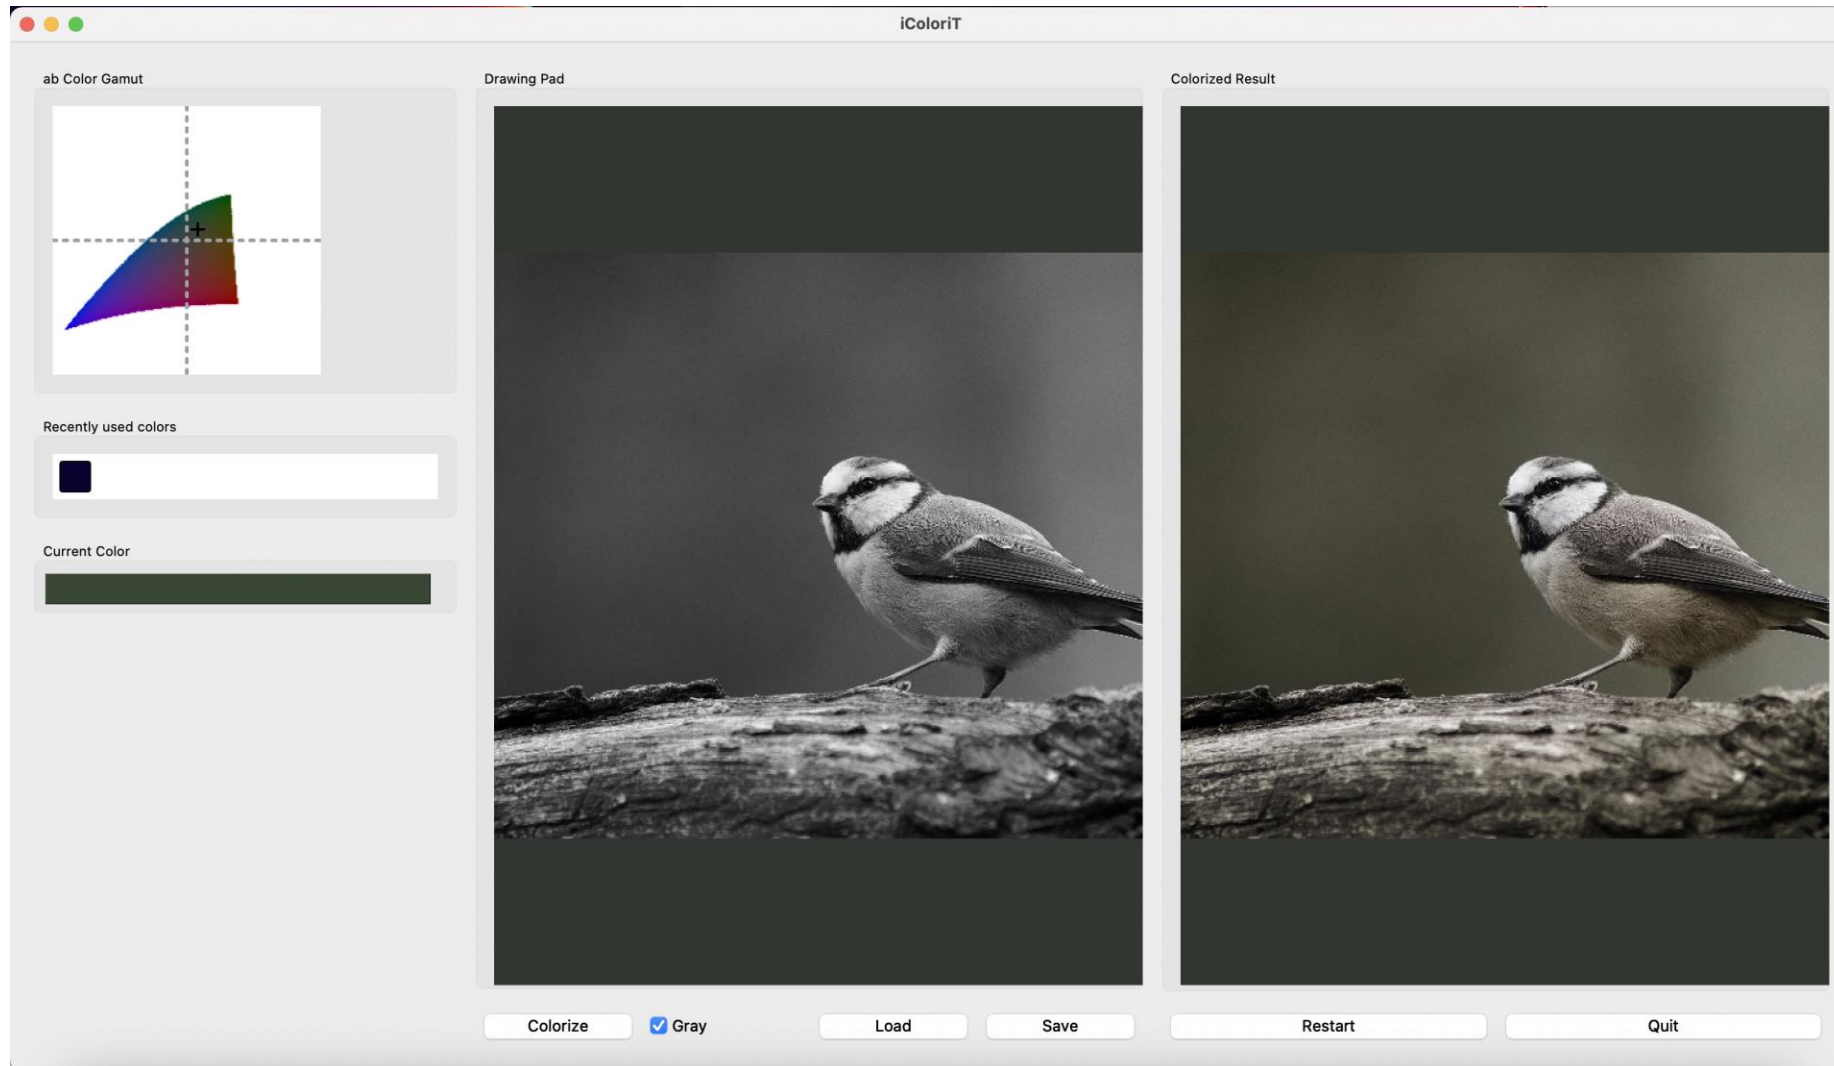 iColoriT
ab Color Gamut
Drawing Pad
Colorized Result
Recently used colors
Current Color
Colorize
Gray
Load
Save
Restart
Quit